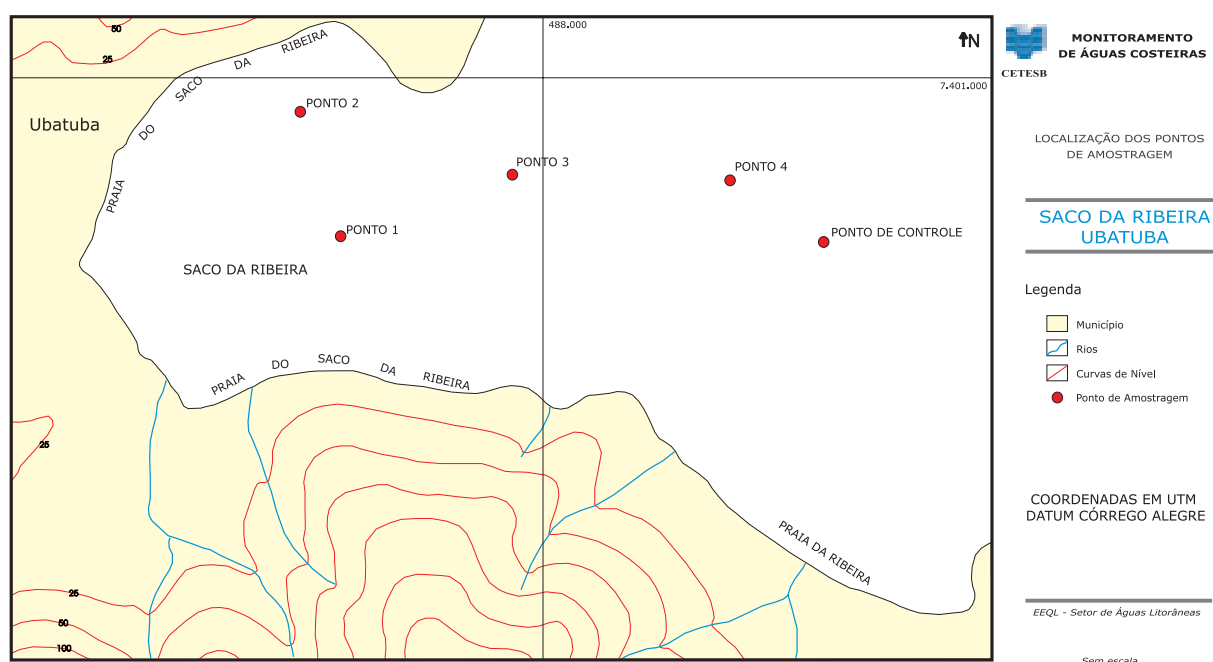 50
25
488.000
N
7.401.000
PRAIA DO SACO DA RIBEIRA
Ubatuba
PONTO 2
PONTO 3
PONTO 4
PONTO 1
PONTO DE CONTROLE
SACO DA RIBEIRA
PRAIA DO SACO DA RIBEIRA
25
PRAIA DA RIBEIRA
25
50
100
CETESB
MONITORAMENTO
DE ÁGUAS COSTEIRAS
LOCALIZAÇÃO DOS PONTOS
DE AMOSTRAGEM
SACO DA RIBEIRA
UBATUBA
Legenda
Município
Rios
Curvas de Nível
Ponto de Amostragem
COORDENADAS EM UTM
DATUM CÓRREGO ALEGRE
EEQL - Setor de Águas Litorâneas
Sem escala